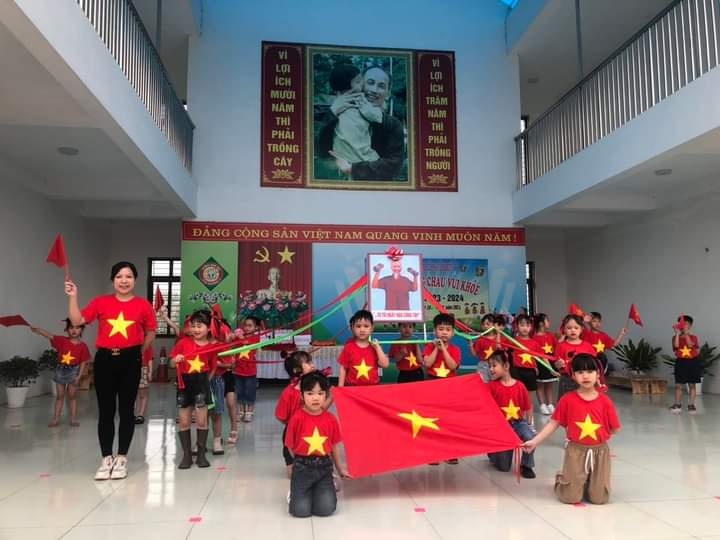 VÌ
LỢI
ÍCH
MƯỜI
NĂM
THÌ
PHẢI
TRỒNG
CÂY
VÌ
LỢI
ÍCH
TRĂM
NĂM
THÌ
PHẢI
TRỒNG
NGƯỜI
ĐẢNG CỘNG SẢN VIỆT NAM QUANG VINH MUÔN NĂM !
CHÁU VUI KHỎE
- 2024